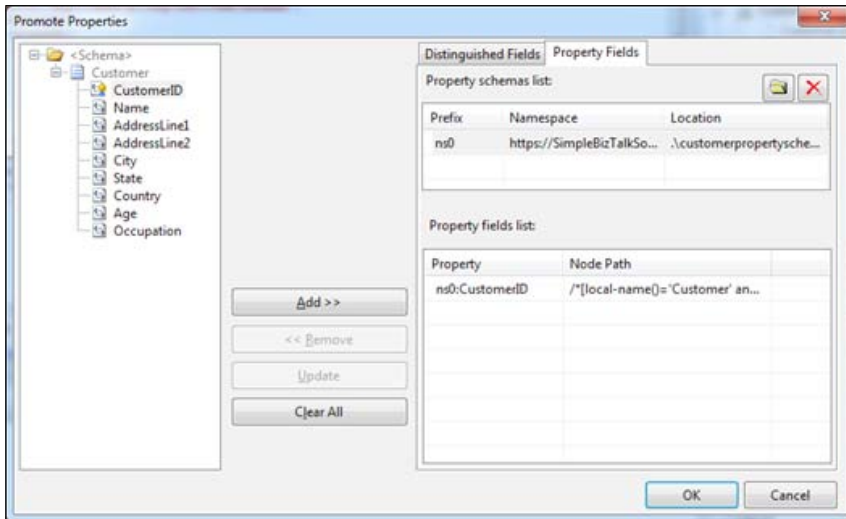 Promote Properties
<Schema>
Customer
CustomerID
Name
AddressLine1
AddressLine2
City
State
Country
Age
Occupation
Add >>
<< Remove
Update
Clear All
Distinguished Fields Property Fields
Property schemas list:
Prefix Namespace Location
ns0 https://SimpleBizTalkSo... .\customerpropertysche...
Property fields list:
Property Node Path
ns0:CustomerID /*[local-name()='Customer' an...
OK Cancel